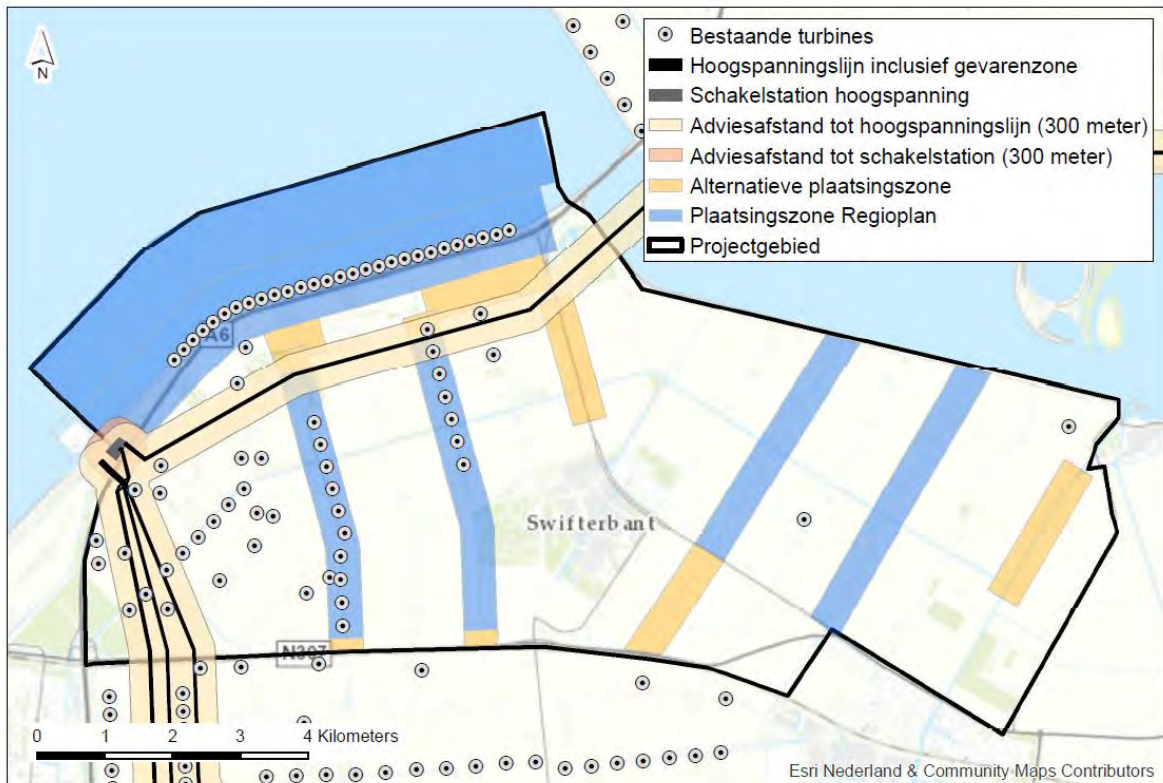 N
Bestaande turbines
Hoogspanningslijn inclusief gevarenzone
Schakelstation hoogspanning
Adviesafstand tot hoogspanningslijn (300 meter)
Adviesafstand tot schakelstation (300 meter)
Alternatieve plaatsingszone
Plaatsingszone Regioplan
Projectgebied
A6
Swifterbant
N307
0 1 2 3 4 Kilometers
Esri Nederland & Community Maps Contributors